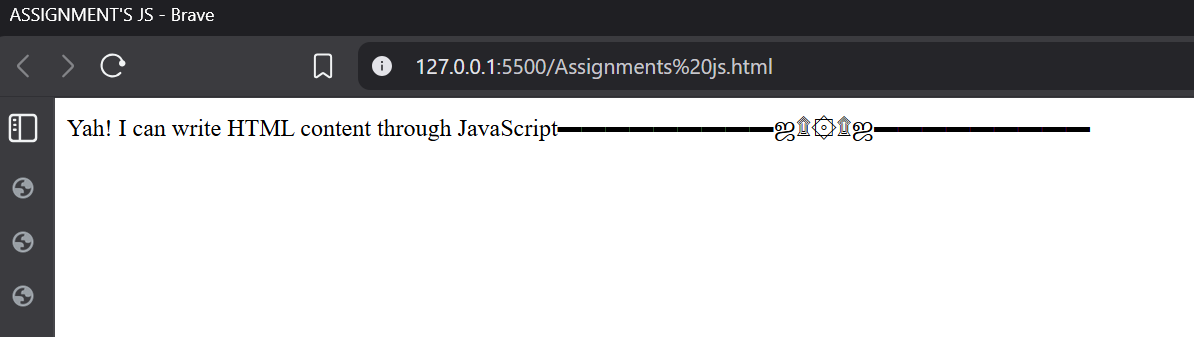 ASSIGNMENT'S JS - Brave
127.0.0.1:5500/Assignments%20js.html
Yah! I can write HTML content through JavaScript▬▬▬▬▬▬▬▬▬ஜ۩۞۩ஜ▬▬▬▬▬▬▬▬▬